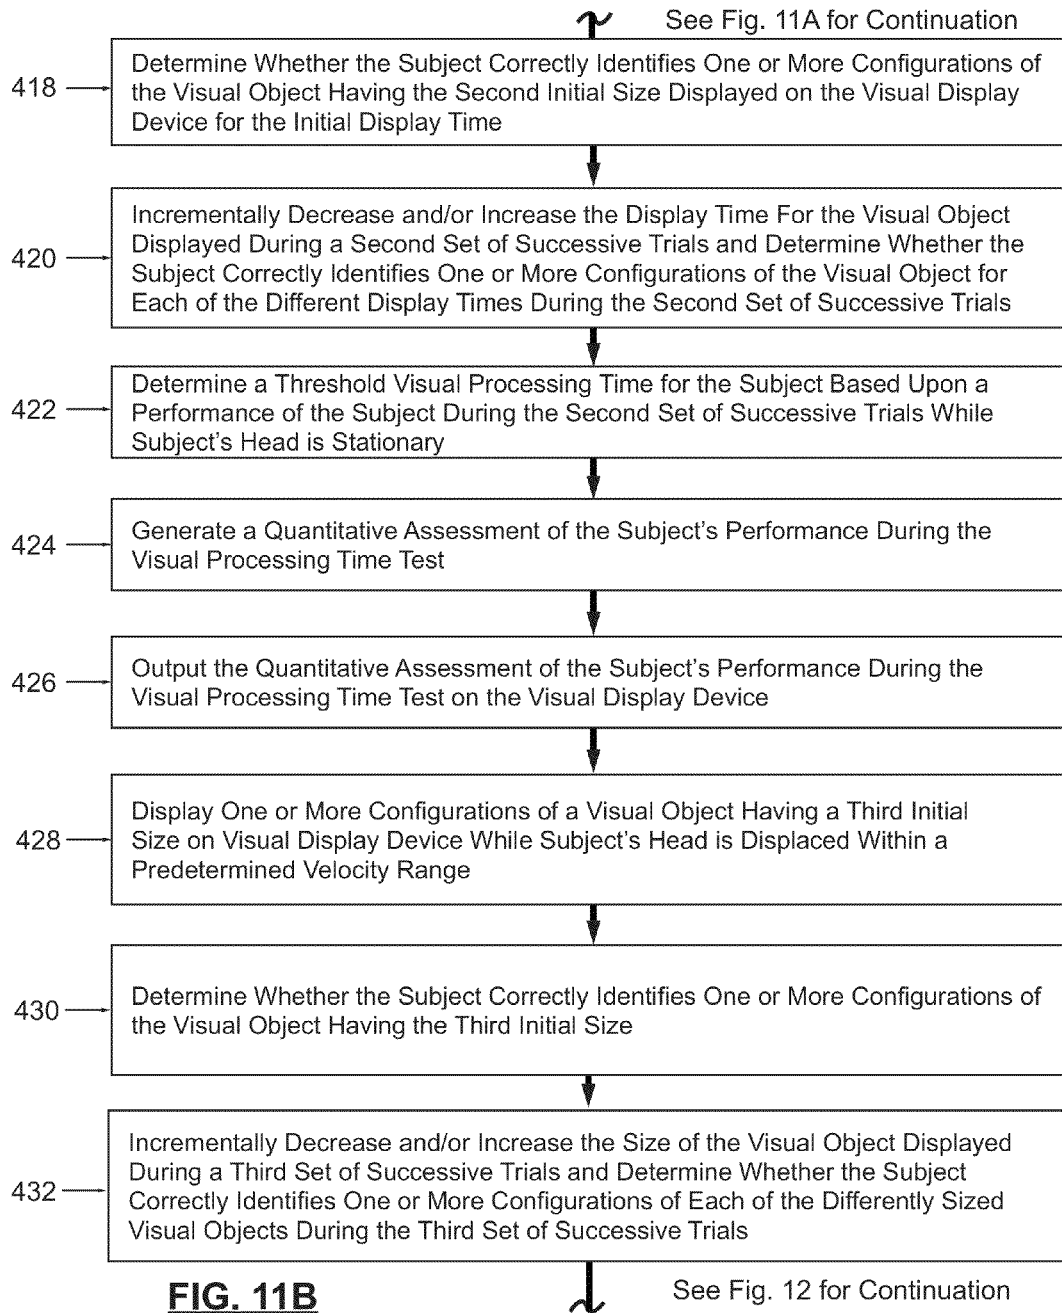 See Fig. 11A for Continuation
418
Determine Whether the Subject Correctly Identifies One or More Configurations of
the Visual Object Having the Second Initial Size Displayed on the Visual Display
Device for the Initial Display Time
420
Incrementally Decrease and/or Increase the Display Time For the Visual Object
Displayed During a Second Set of Successive Trials and Determine Whether the
Subject Correctly Identifies One or More Configurations of the Visual Object for
Each of the Different Display Times During the Second Set of Successive Trials
422
Determine a Threshold Visual Processing Time for the Subject Based Upon a
Performance of the Subject During the Second Set of Successive Trials While
Subject's Head is Stationary
424
Generate a Quantitative Assessment of the Subject's Performance During the
Visual Processing Time Test
426
Output the Quantitative Assessment of the Subject's Performance During the
Visual Processing Time Test on the Visual Display Device
428
Display One or More Configurations of a Visual Object Having a Third Initial
Size on Visual Display Device While Subject's Head is Displaced Within a
Predetermined Velocity Range
430
Determine Whether the Subject Correctly Identifies One or More Configurations of
the Visual Object Having the Third Initial Size
432
Incrementally Decrease and/or Increase the Size of the Visual Object Displayed
During a Third Set of Successive Trials and Determine Whether the Subject
Correctly Identifies One or More Configurations of Each of the Differently Sized
Visual Objects During the Third Set of Successive Trials
FIG. 11B
See Fig. 12 for Continuation